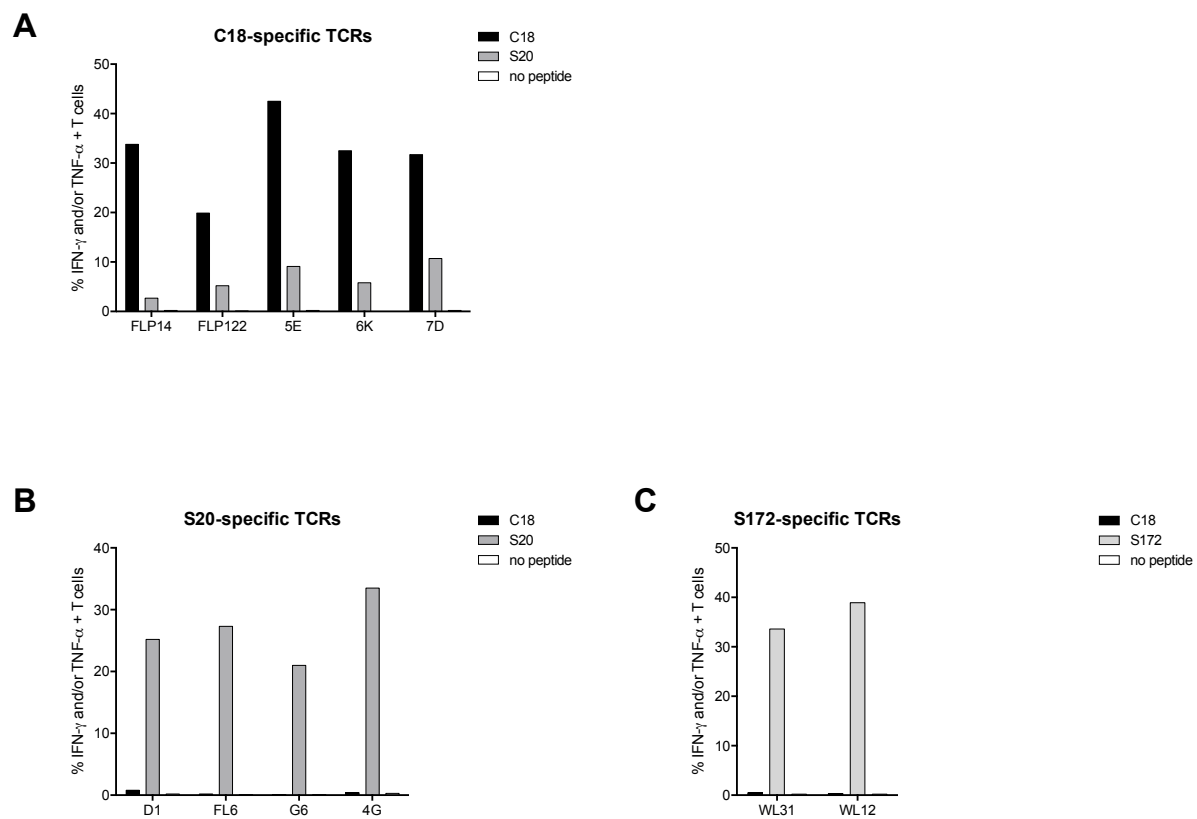 A
C18-specific TCRs
C18
S20
no peptide
% IFN-γ and/or TNF-α + T cells
50
40
30
20
10
0
FLP14 FLP122 5E 6K 7D
B
S20-specific TCRs
C18
S20
no peptide
% IFN-γ and/or TNF-α + T cells
40
30
20
10
0
D1 FL6 G6 4G
C
S172-specific TCRs
C18
S172
no peptide
% IFN-γ and/or TNF-α + T cells
50
40
30
20
10
0
WL31 WL12